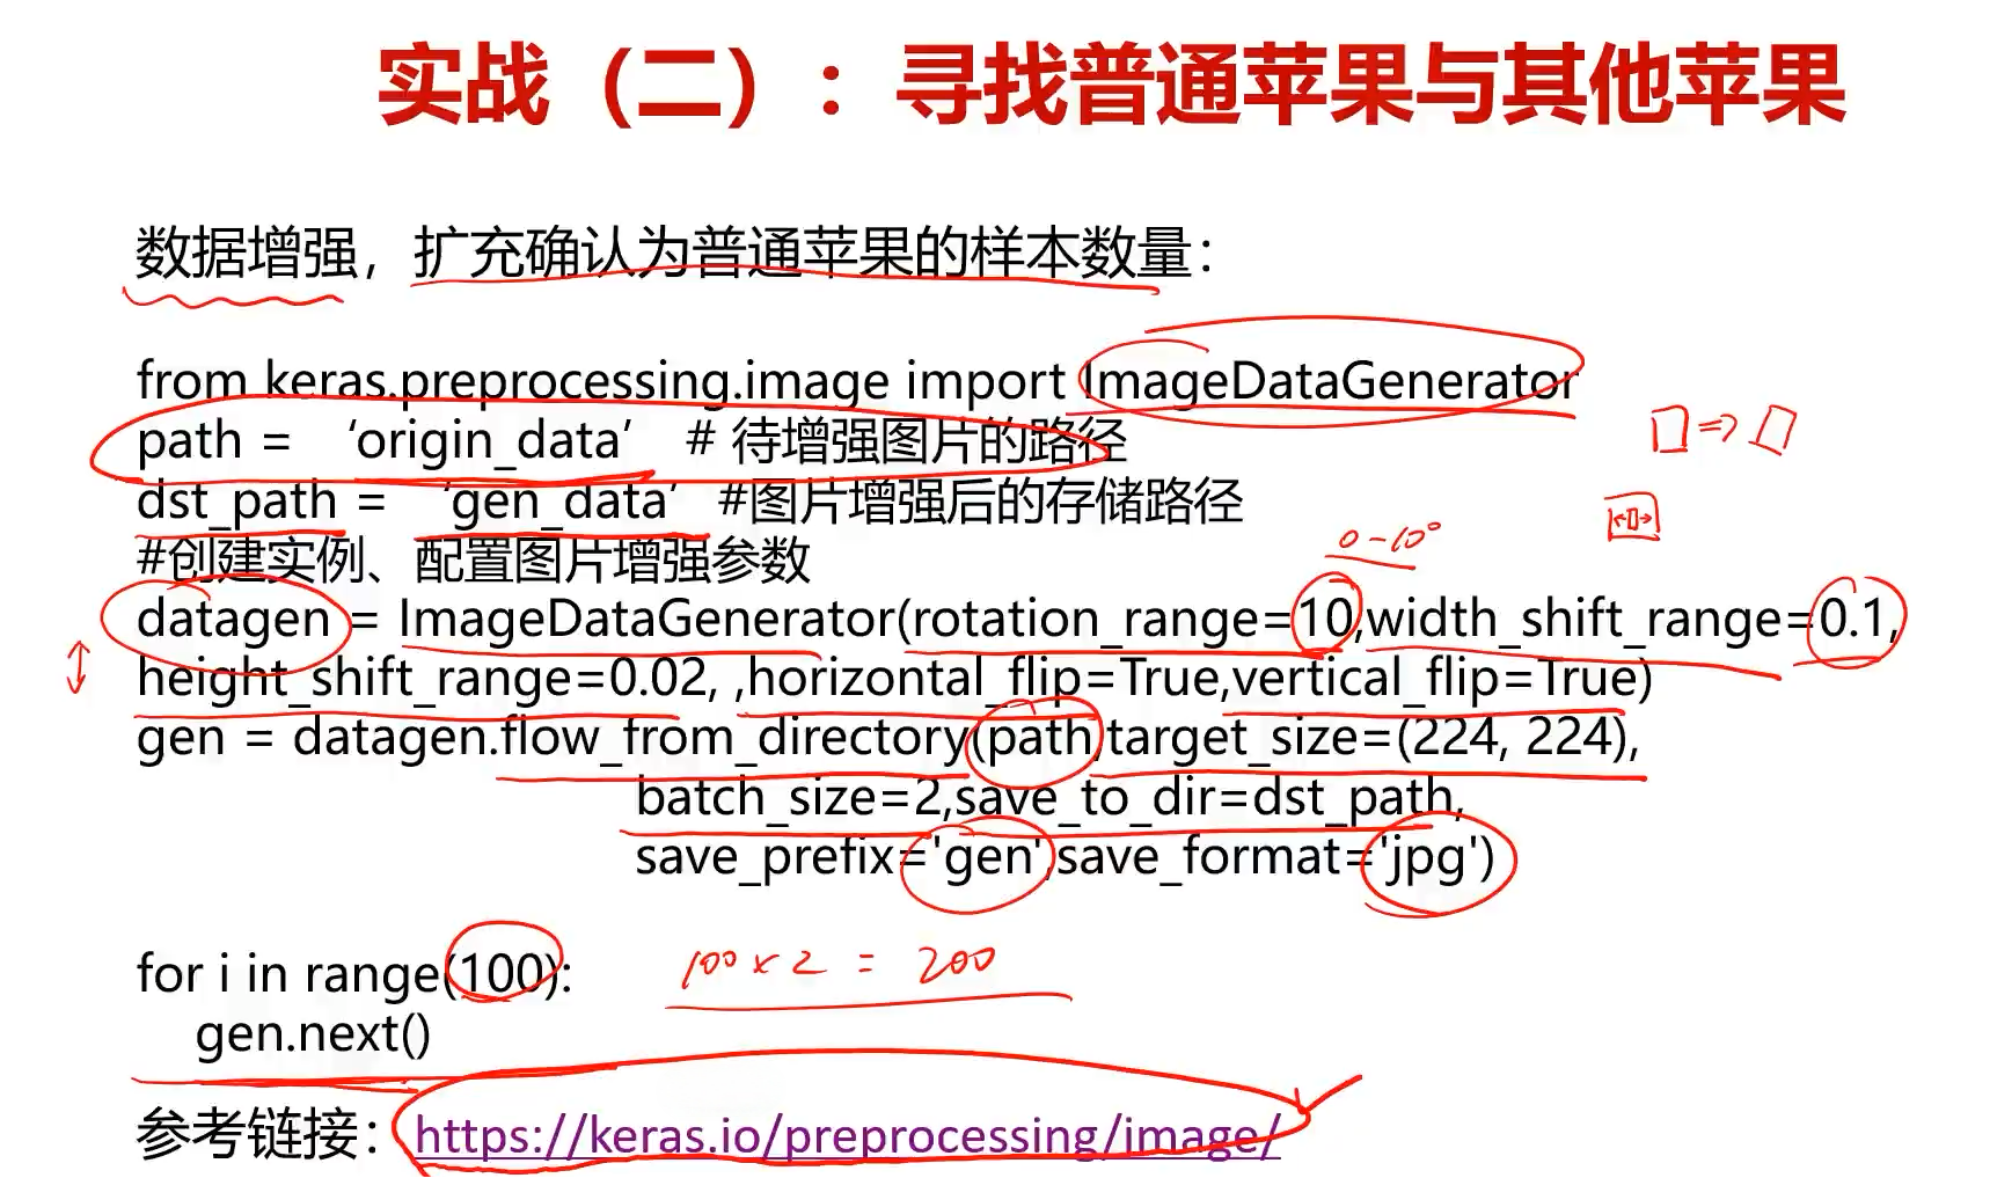 实战（二）：寻找普通苹果与其他苹果
数据增强，扩充确认为普通苹果的样本数量：
from keras.preprocessing.image import ImageDataGenerator
path = ‘origin_data’ # 待增强图片的路径
dst_path = ‘gen_data’ #图片增强后的存储路径
0-10°
#创建实例、配置图片增强参数
datagen = ImageDataGenerator(rotation_range=10,width_shift_range=0.1,
height_shift_range=0.02, ,horizontal_flip=True,vertical_flip=True)
gen = datagen.flow_from_directory(path,target_size=(224, 224),
batch_size=2,save_to_dir=dst_path,
save_prefix='gen',save_format='jpg')
for i in range(100):
100 x 2 = 200
gen.next()
参考链接：https://keras.io/preprocessing/image/